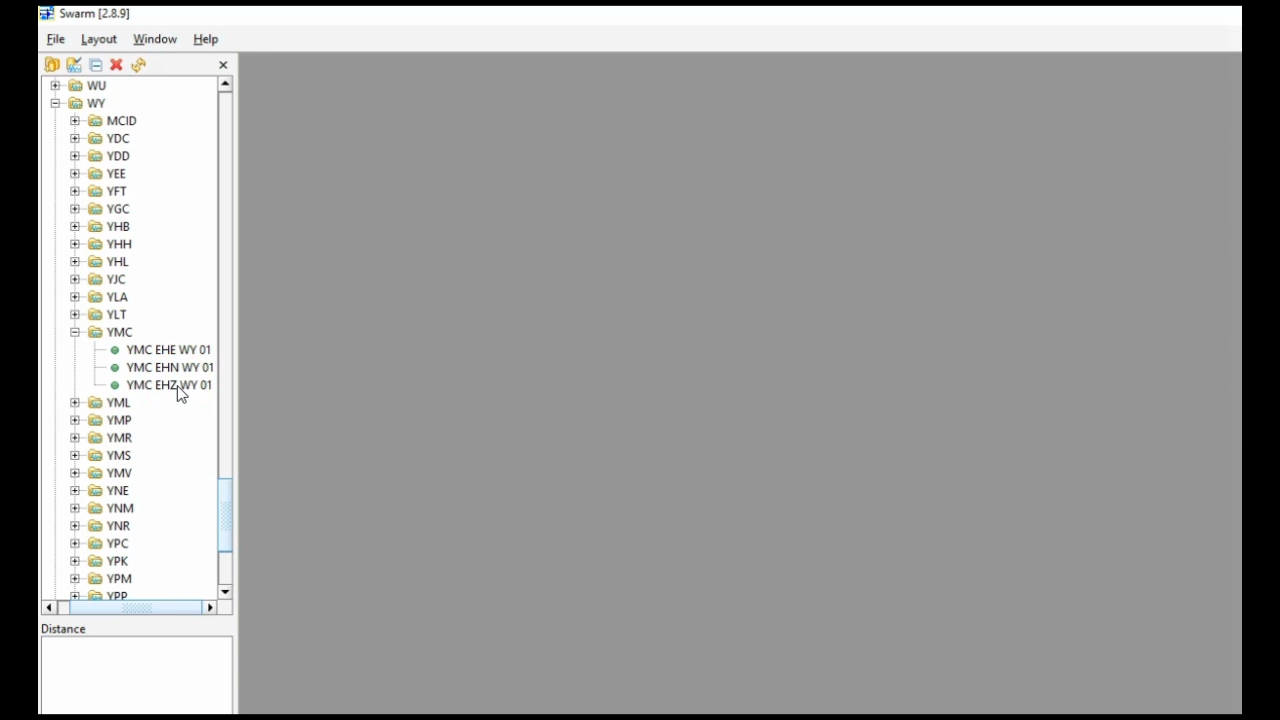 Swarm [2.8.9]
File Layout Window Help
WU
WY
MCID
YDC
YDD
YEE
YFT
YGC
YHB
YHH
YHL
YJC
YLA
YLT
YMC
YMC EHE WY 01
YMC EHN WY 01
YMC EHZ WY 01
YML
YMP
YMR
YMS
YMV
YNE
YNM
YNR
YPC
YPK
YPM
YPP
Distance